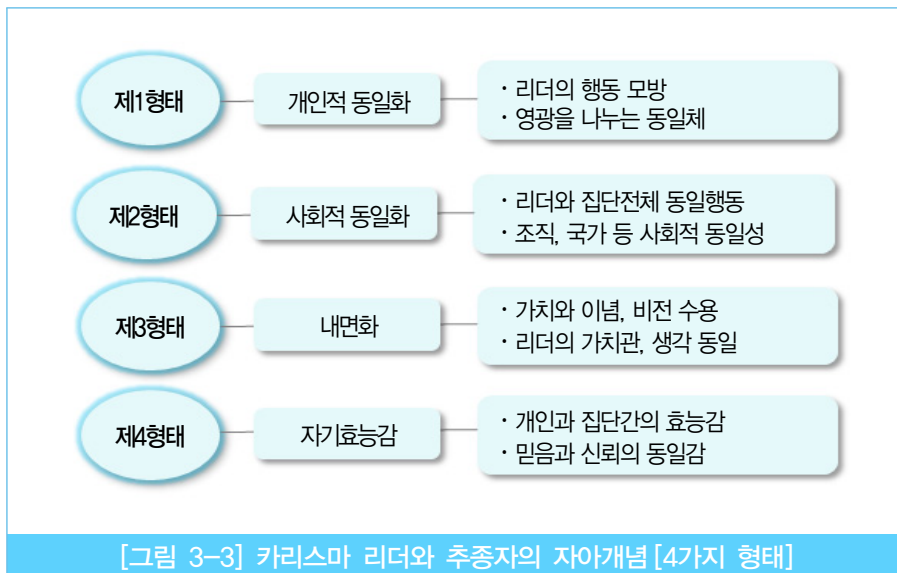 제1형태
개인적 동일화
· 리더의 행동 모방
· 영광을 나누는 동일체
제2형태
사회적 동일화
· 리더와 집단전체 동일행동
· 조직, 국가 등 사회적 동일성
제3형태
내면화
· 가치와 이념, 비전 수용
· 리더의 가치관, 생각 동일
제4형태
자기효능감
· 개인과 집단간의 효능감
· 믿음과 신뢰의 동일감
[그림 3-3] 카리스마 리더와 추종자의 자아개념 [4가지 형태]